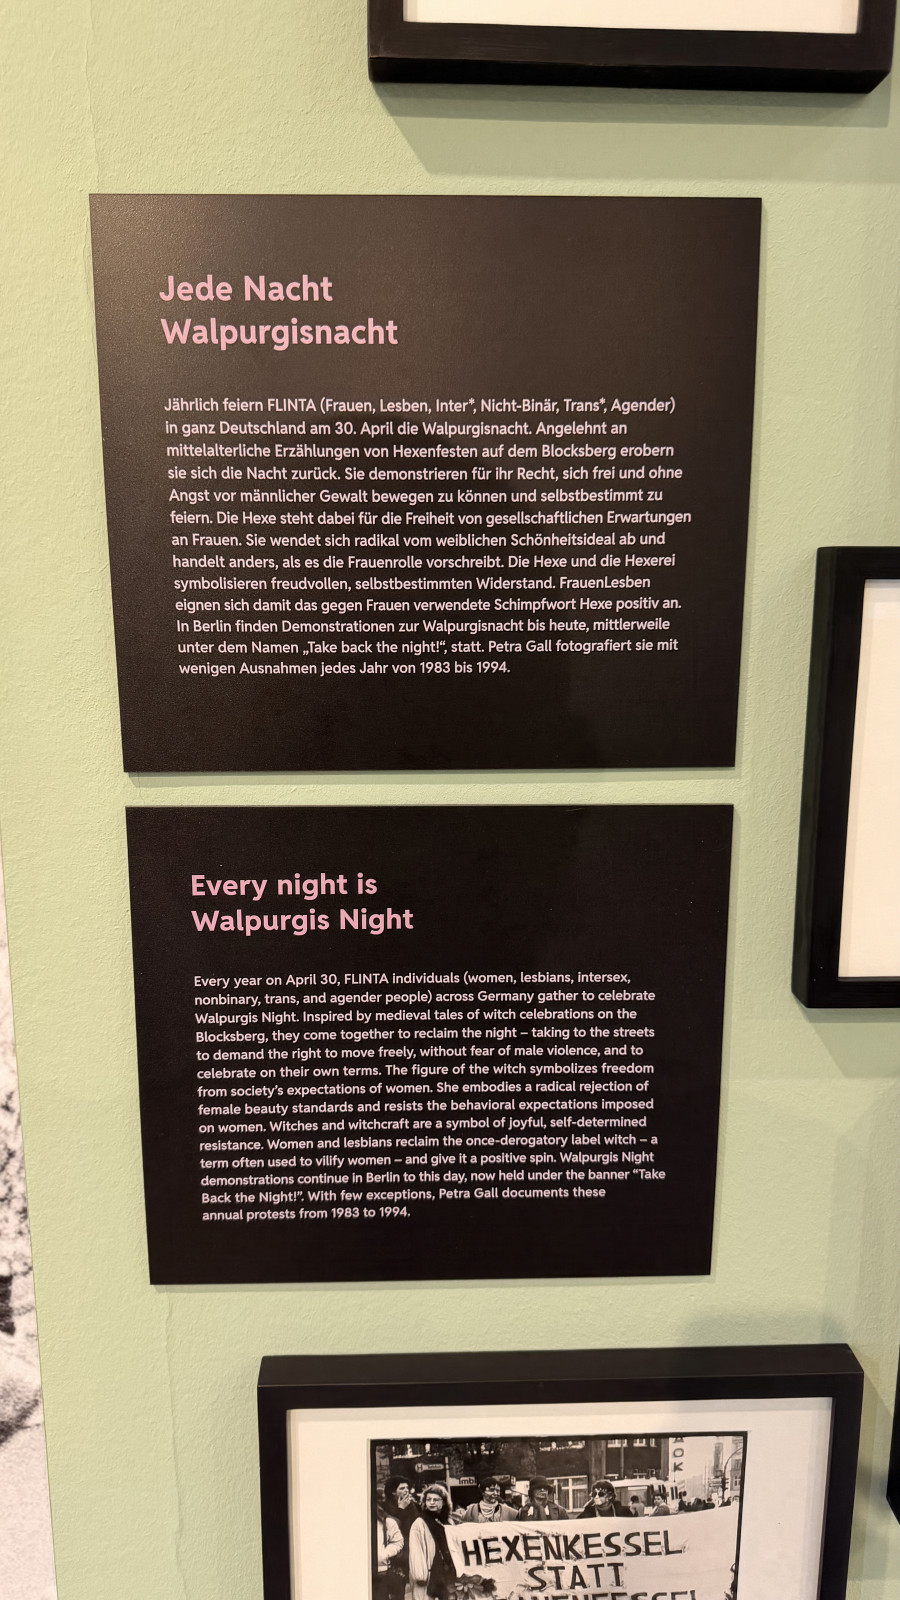 Jede Nacht
Walpurgisnacht
Jährlich feiern FLINTA (Frauen, Lesben, Inter*, Nicht-Binär, Trans*, Agender)
in ganz Deutschland am 30. April die Walpurgisnacht. Angelehnt an
mittelalterliche Erzählungen von Hexenfesten auf dem Blocksberg erobern
sie sich die Nacht zurück. Sie demonstrieren für ihr Recht, sich frei und ohne
Angst vor männlicher Gewalt bewegen zu können und selbstbestimmt zu
feiern. Die Hexe steht dabei für die Freiheit von gesellschaftlichen Erwartungen
an Frauen. Sie wendet sich radikal vom weiblichen Schönheitsideal ab und
handelt anders, als es die Frauenrolle vorschreibt. Die Hexe und die Hexerei
symbolisieren freudvollen, selbstbestimmten Widerstand. FrauenLesben
eignen sich damit das gegen Frauen verwendete Schimpfwort Hexe positiv an.
In Berlin finden Demonstrationen zur Walpurgisnacht bis heute, mittlerweile
unter dem Namen „Take back the night!“, statt. Petra Gall fotografiert sie mit
wenigen Ausnahmen jedes Jahr von 1983 bis 1994.
Every night is
Walpurgis Night
Every year on April 30, FLINTA individuals (women, lesbians, intersex,
nonbinary, trans, and agender people) across Germany gather to celebrate
Walpurgis Night. Inspired by medieval tales of witch celebrations on the
Blocksberg, they come together to reclaim the night – taking to the streets
to demand the right to move freely, without fear of male violence, and to
celebrate on their own terms. The figure of the witch symbolizes freedom
from society’s expectations of women. She embodies a radical rejection of
female beauty standards and resists the behavioral expectations imposed
on women. Witches and witchcraft are a symbol of joyful, self-determined
resistance. Women and lesbians reclaim the once-derogatory label witch – a
term often used to vilify women – and give it a positive spin. Walpurgis Night
demonstrations continue in Berlin to this day, now held under the banner “Take
Back the Night!”. With few exceptions, Petra Gall documents these
annual protests from 1983 to 1994.
HEXENKESSEL
STATT